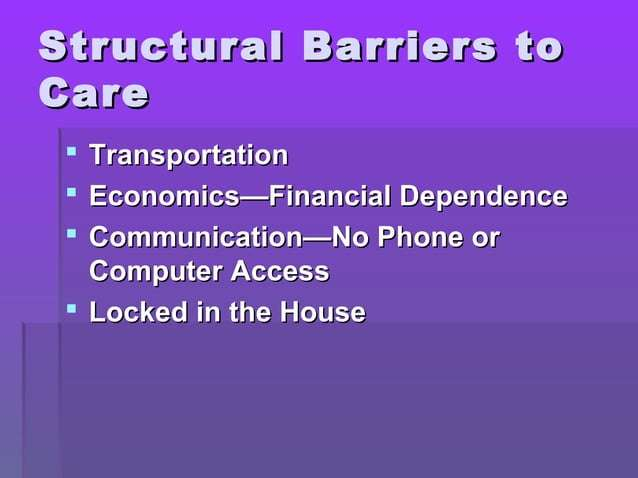 Structural Barriers to
Care
Transportation
Economics—Financial Dependence
Communication—No Phone or
Computer Access
Locked in the House